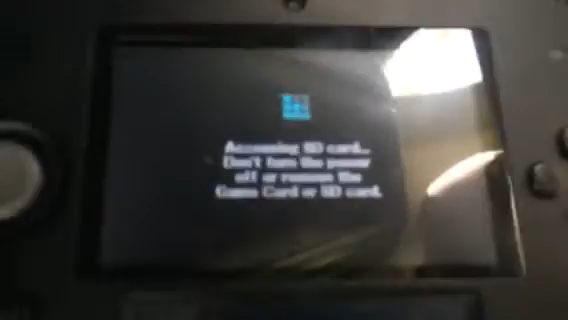 Accessing SD card...
Don't turn the power
off or remove the
Game Card or SD card.